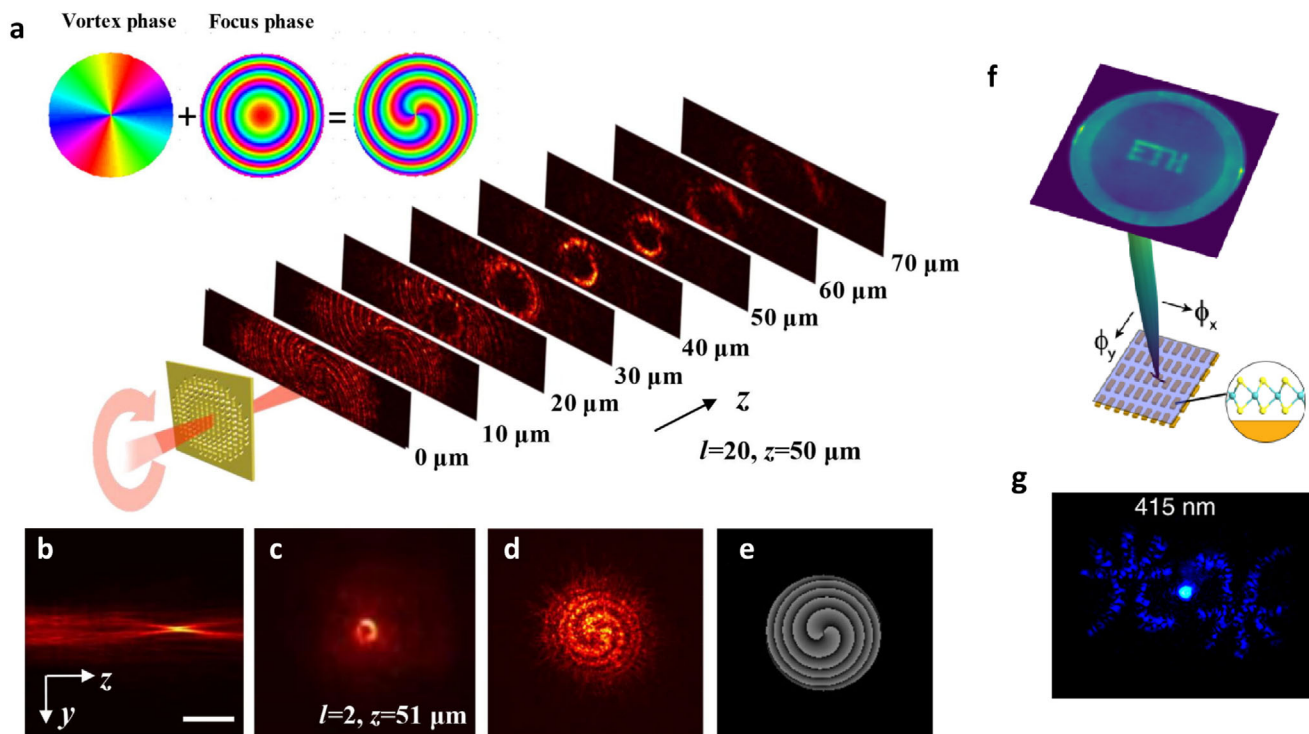 a
Vortex phase
Focus phase
+
=
0 μm
10 μm
20 μm
30 μm
40 μm
50 μm
60 μm
70 μm
z
l=20, z=50 μm
b
z
y
c
l=2, z=51 μm
d
e
f
ETH
ϕx
ϕy
g
415 nm